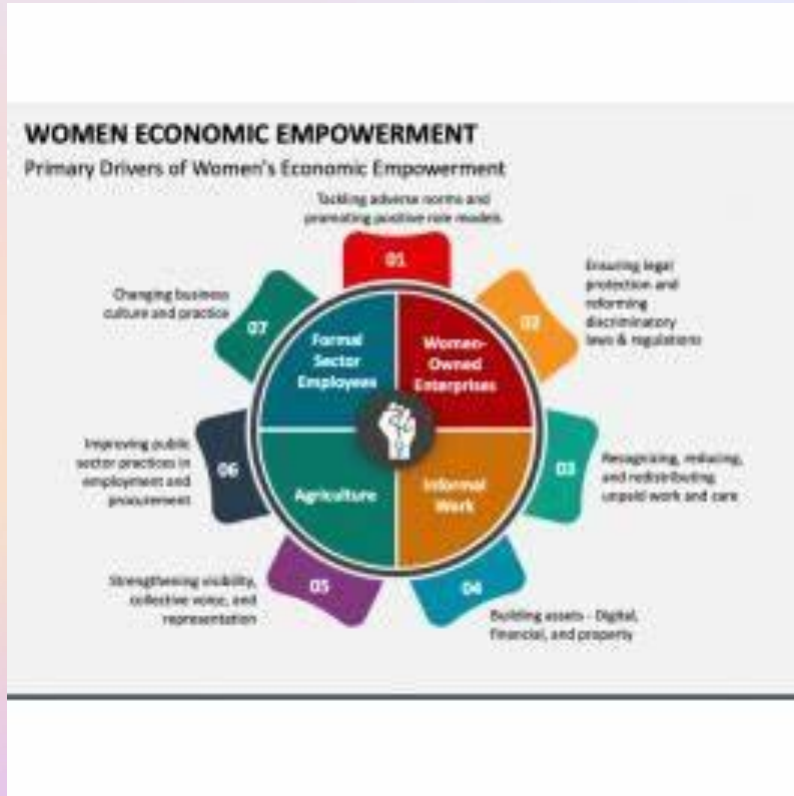 WOMEN ECONOMIC EMPOWERMENT
Primary Drivers of Women's Economic Empowerment
Tackling adverse norms and
promoting positive role models
01
Ensuring legal
protection and
reforming
discriminatory
laws & regulations
02
Recognizing, reducing,
and redistributing
unpaid work and care
03
Building assets - Digital,
financial, and property
04
Strengthening visibility,
collective voice, and
representation
05
Improving public
sector practices in
employment and
procurement
06
Changing business
culture and practice
07
Formal
Sector
Employees
Women-
Owned
Enterprises
Agriculture
Informal
Work